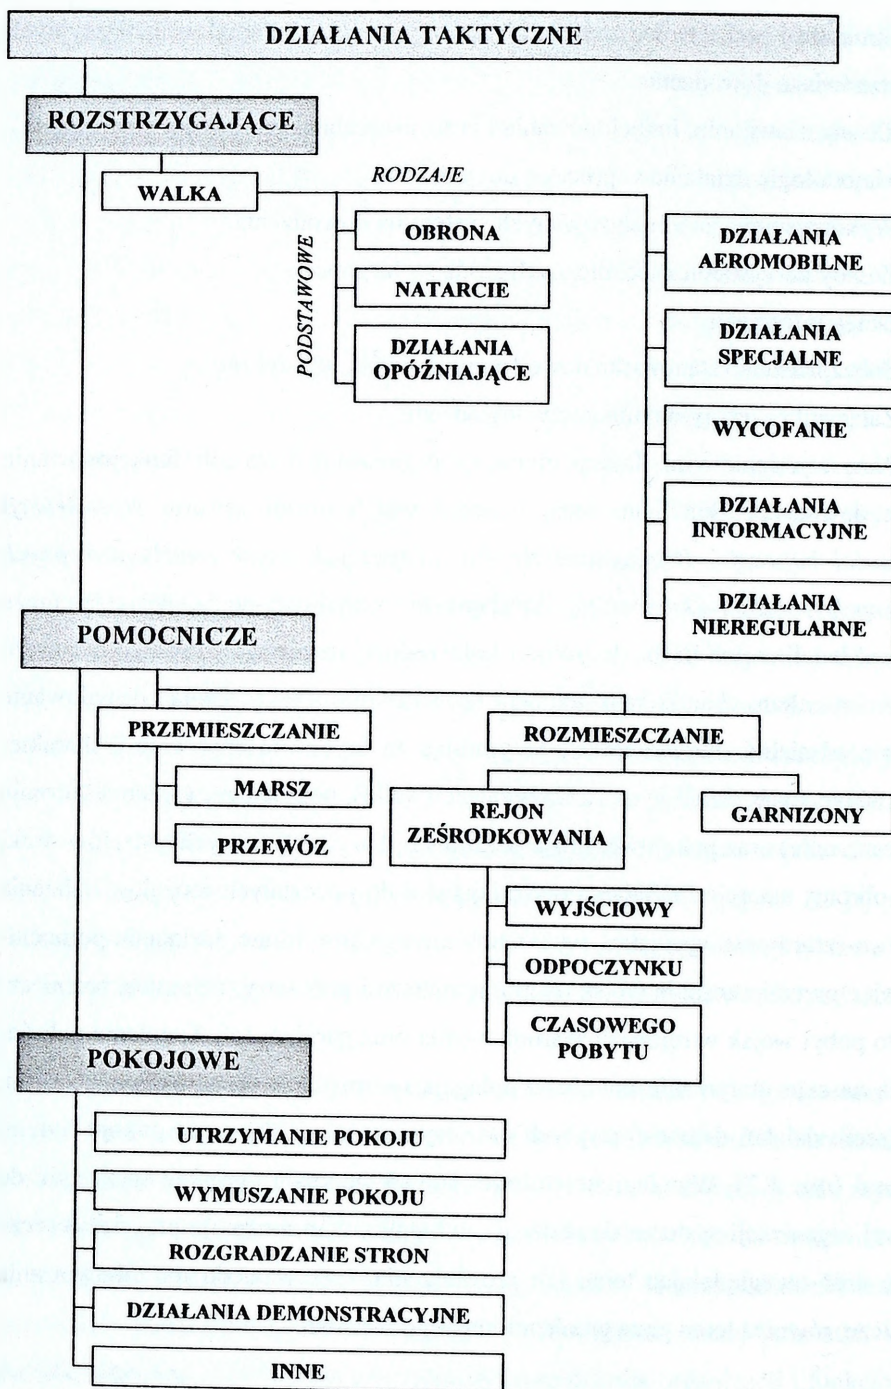 DZIAŁANIA TAKTYCZNE
ROZSTRZYGAJĄCE
WALKA
RODZAJE
PODSTAWOWE
OBRONA
NATARCIE
DZIAŁANIA
OPÓŹNIAJĄCE
DZIAŁANIA
AEROMOBILNE
DZIAŁANIA
SPECJALNE
WYCOFANIE
DZIAŁANIA
INFORMACYJNE
DZIAŁANIA
NIEREGULARNE
POMOCNICZE
PRZEMIESZCZANIE
MARSZ
PRZEWÓZ
ROZMIESZCZANIE
REJON
ZEŚRODKOWANIA
GARNIZONY
WYJŚCIOWY
ODPOCZYNKU
CZASOWEGO
POBYTU
POKOJOWE
UTRZYMANIE POKOJU
WYMUSZANIE POKOJU
ROZGRADZANIE STRON
DZIAŁANIA DEMONSTRACYJNE
INNE